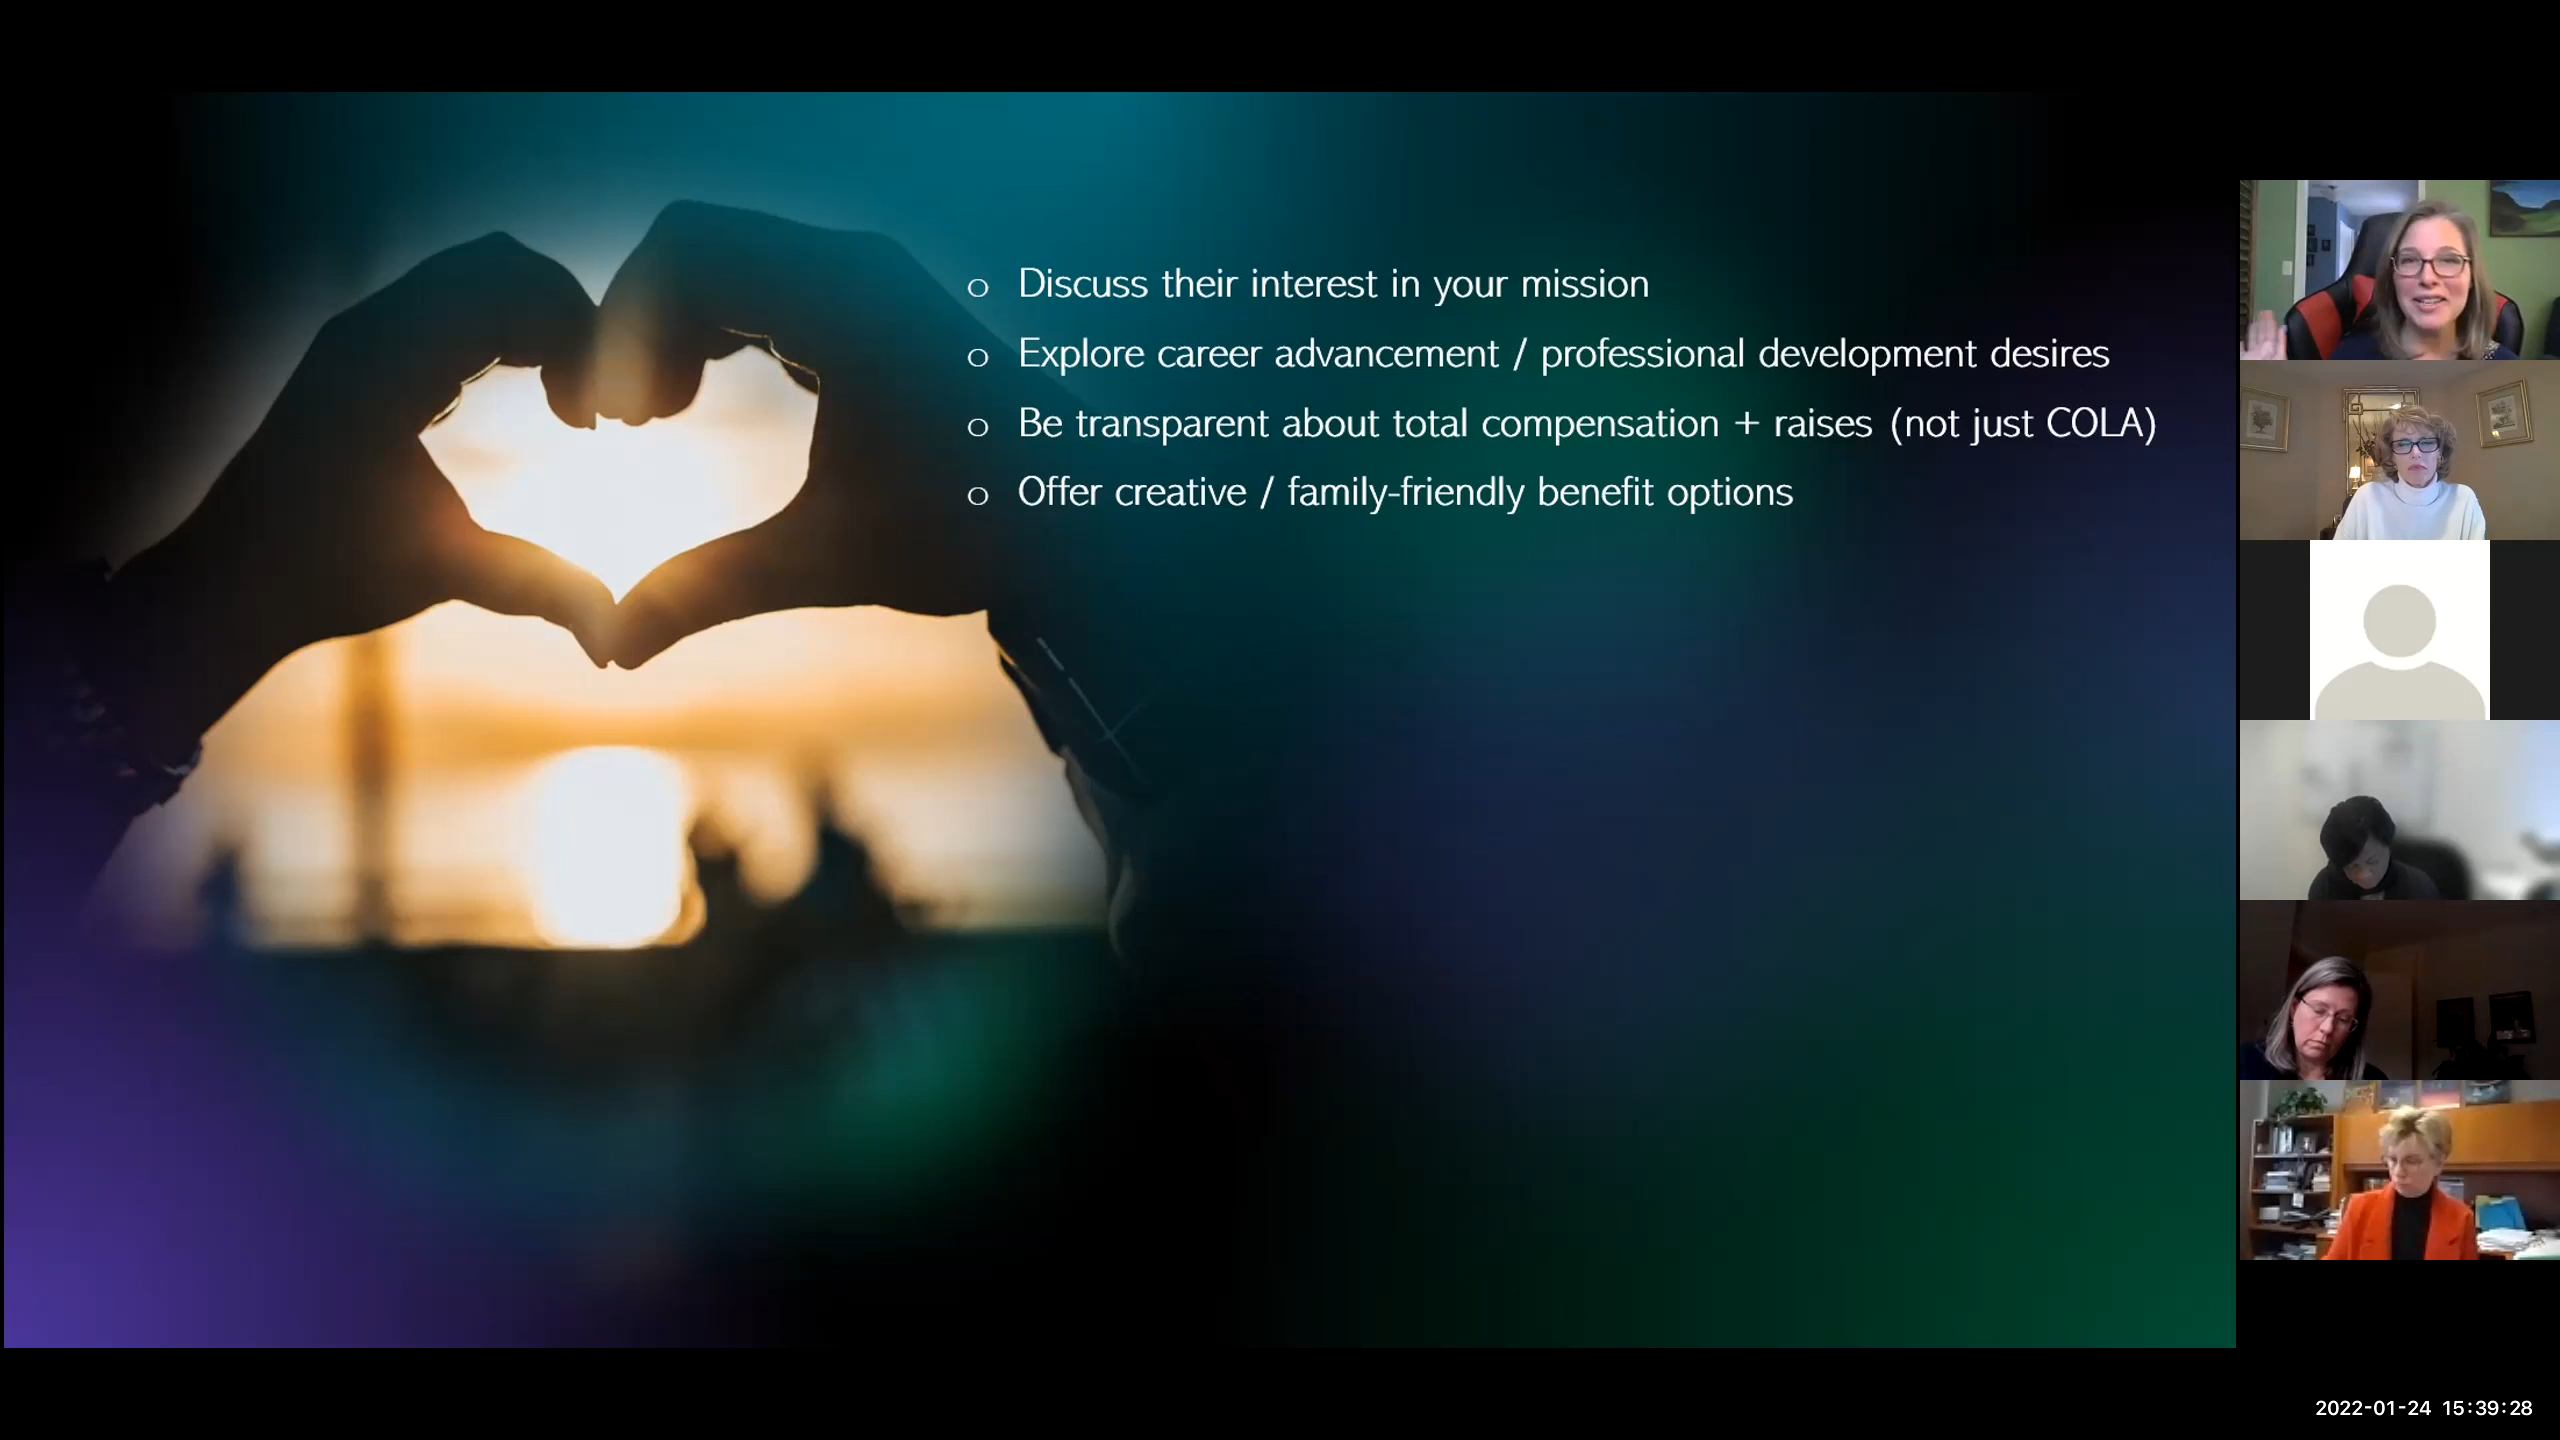 o Discuss their interest in your mission
o Explore career advancement / professional development desires
o Be transparent about total compensation + raises (not just COLA)
o Offer creative / family-friendly benefit options
2022-01-24 15:39:28